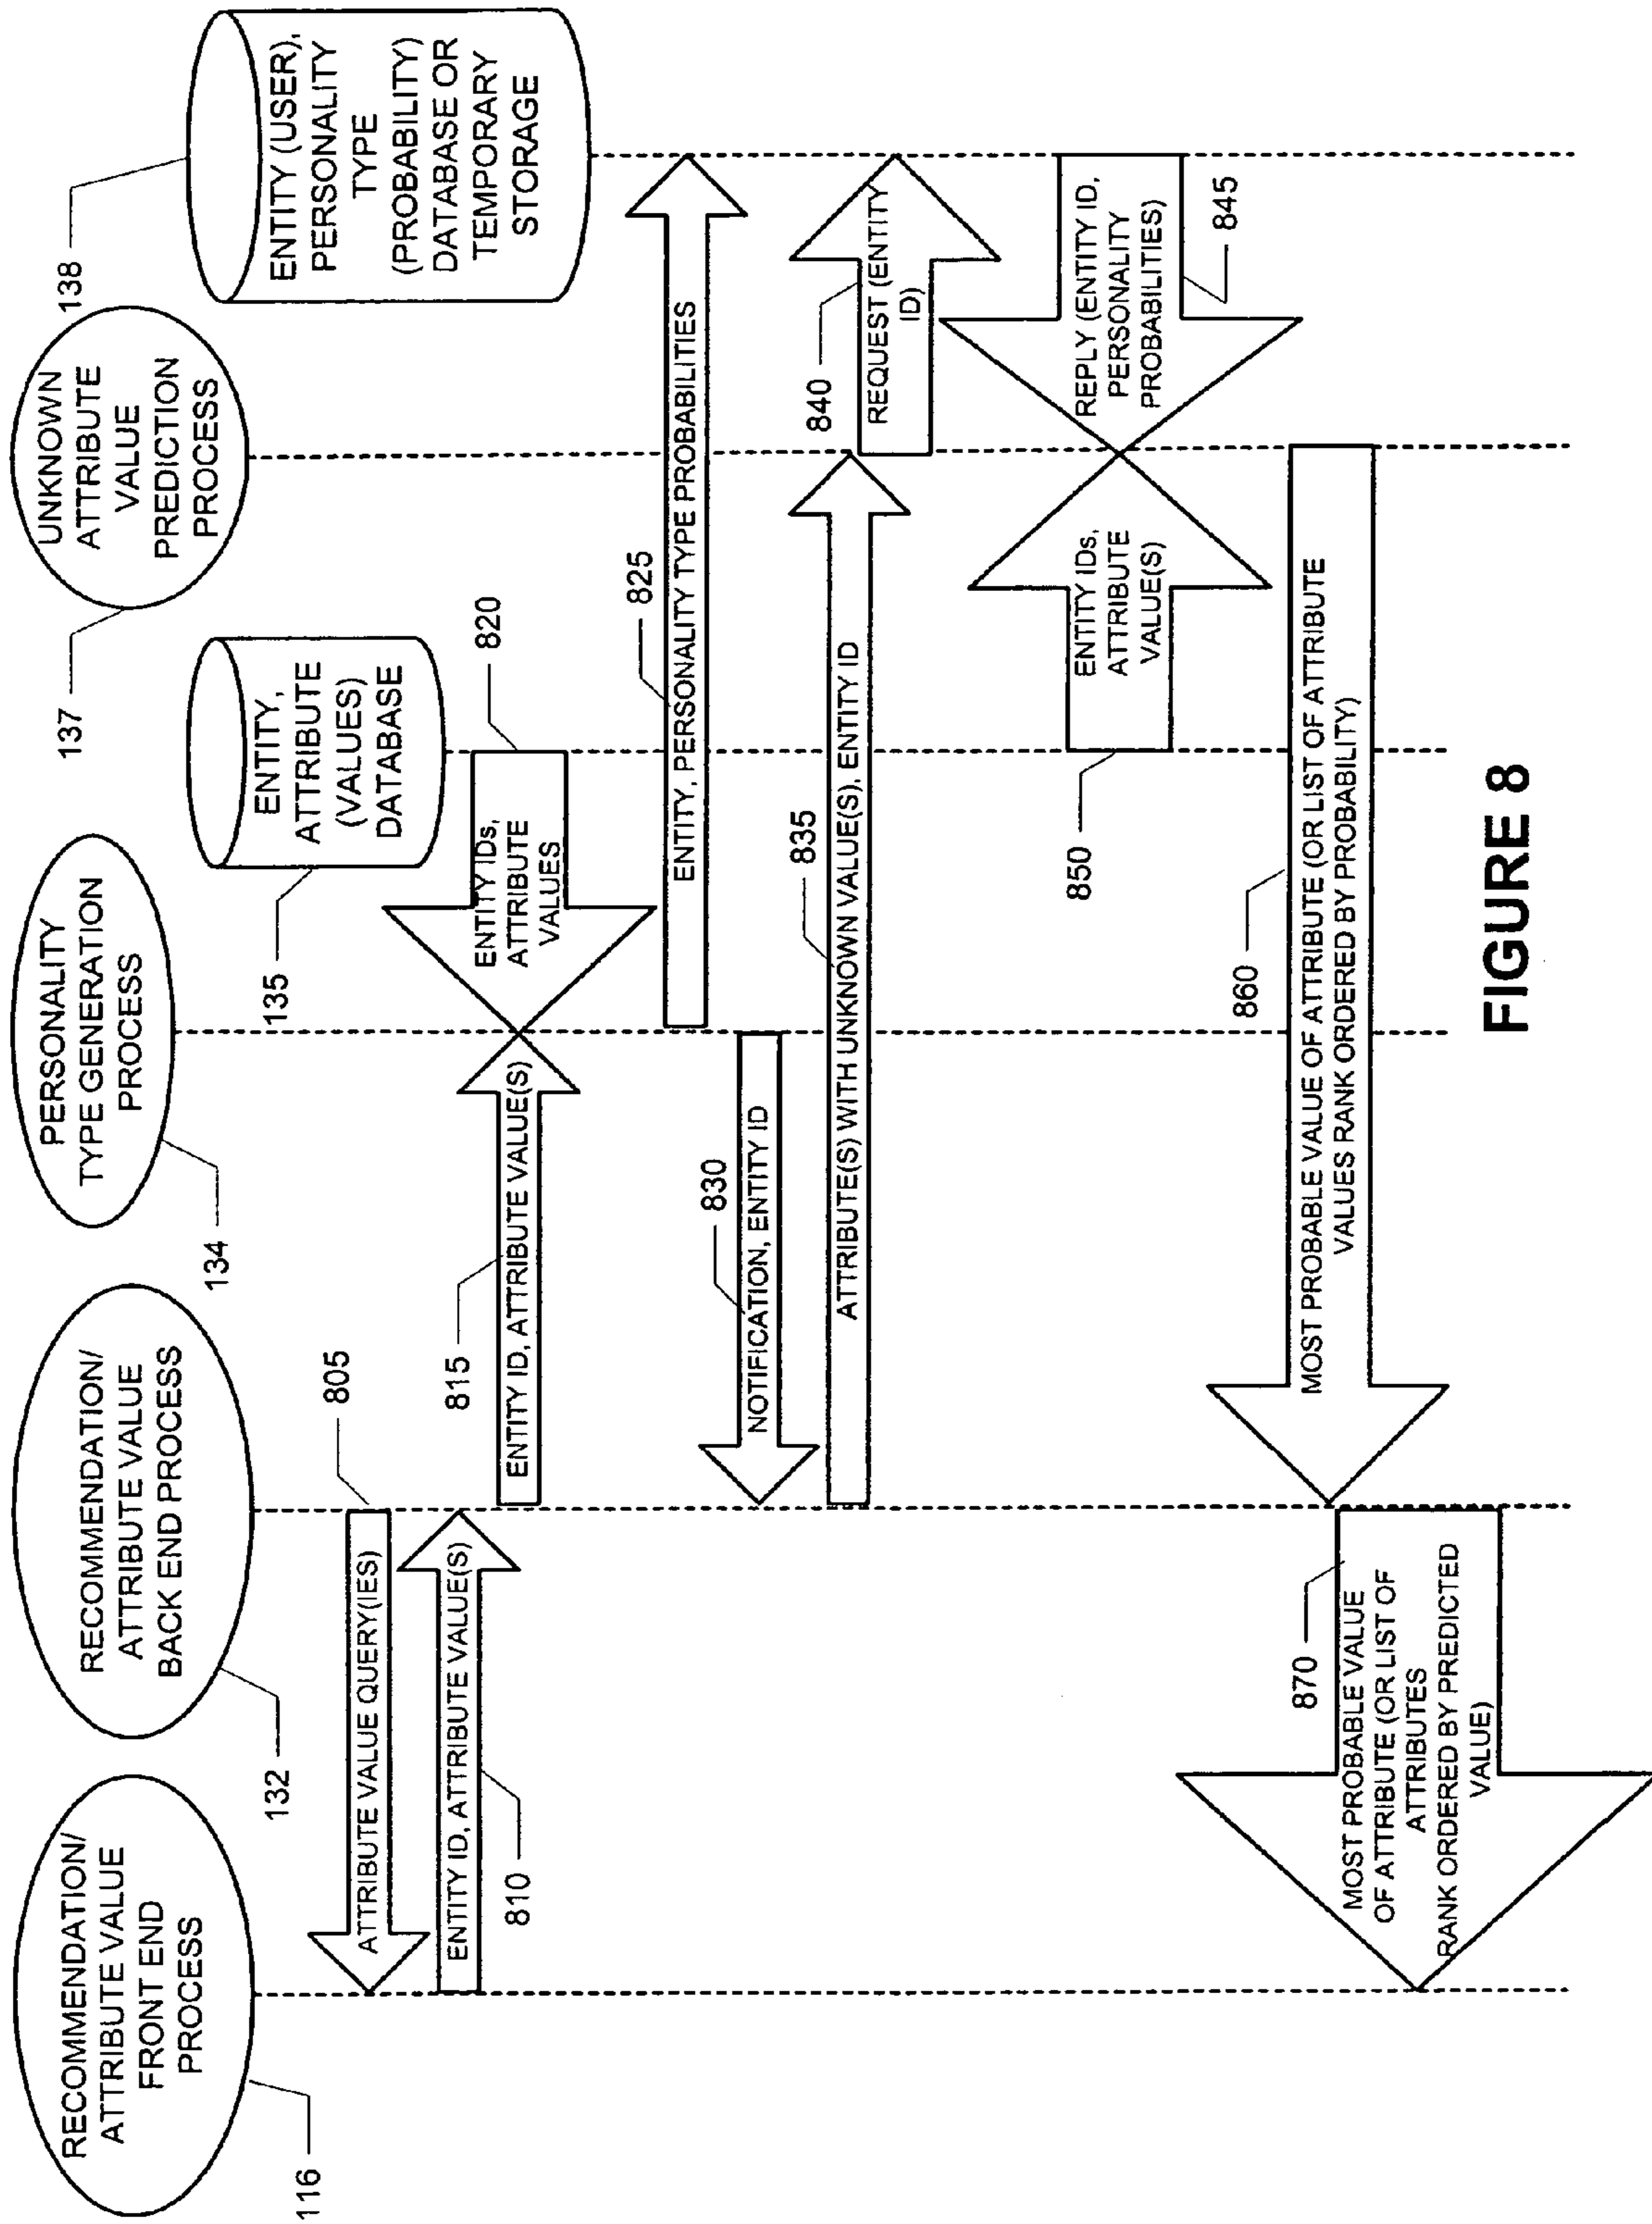 RECOMMENDATION/
ATTRIBUTE VALUE
FRONT END
PROCESS
116
RECOMMENDATION/
ATTRIBUTE VALUE
BACK END PROCESS
132
PERSONALITY
TYPE GENERATION
PROCESS
134
ENTITY,
ATTRIBUTE
(VALUES)
DATABASE
135
UNKNOWN
ATTRIBUTE
VALUE
PREDICTION
PROCESS
137
ENTITY (USER),
PERSONALITY
TYPE
(PROBABILITY)
DATABASE OR
TEMPORARY
STORAGE
138
805
ATTRIBUTE VALUE QUERY(IES)
ENTITY ID, ATTRIBUTE VALUE(S)
810
815
ENTITY ID, ATTRIBUTE VALUE(S)
820
ENTITY IDs,
ATTRIBUTE
VALUES
825
ENTITY, PERSONALITY TYPE PROBABILITIES
830
NOTIFICATION, ENTITY ID
835
ATTRIBUTE(S) WITH UNKNOWN VALUE(S), ENTITY ID
840
REQUEST (ENTITY
ID)
REPLY (ENTITY ID,
PERSONALITY
PROBABILITIES)
845
ENTITY IDs,
ATTRIBUTE
VALUE(S)
850
860
MOST PROBABLE VALUE OF ATTRIBUTE (OR LIST OF ATTRIBUTE
VALUES RANK ORDERED BY PROBABILITY)
870
MOST PROBABLE VALUE
OF ATTRIBUTE (OR LIST OF
ATTRIBUTES
RANK ORDERED BY PREDICTED
VALUE)
FIGURE 8